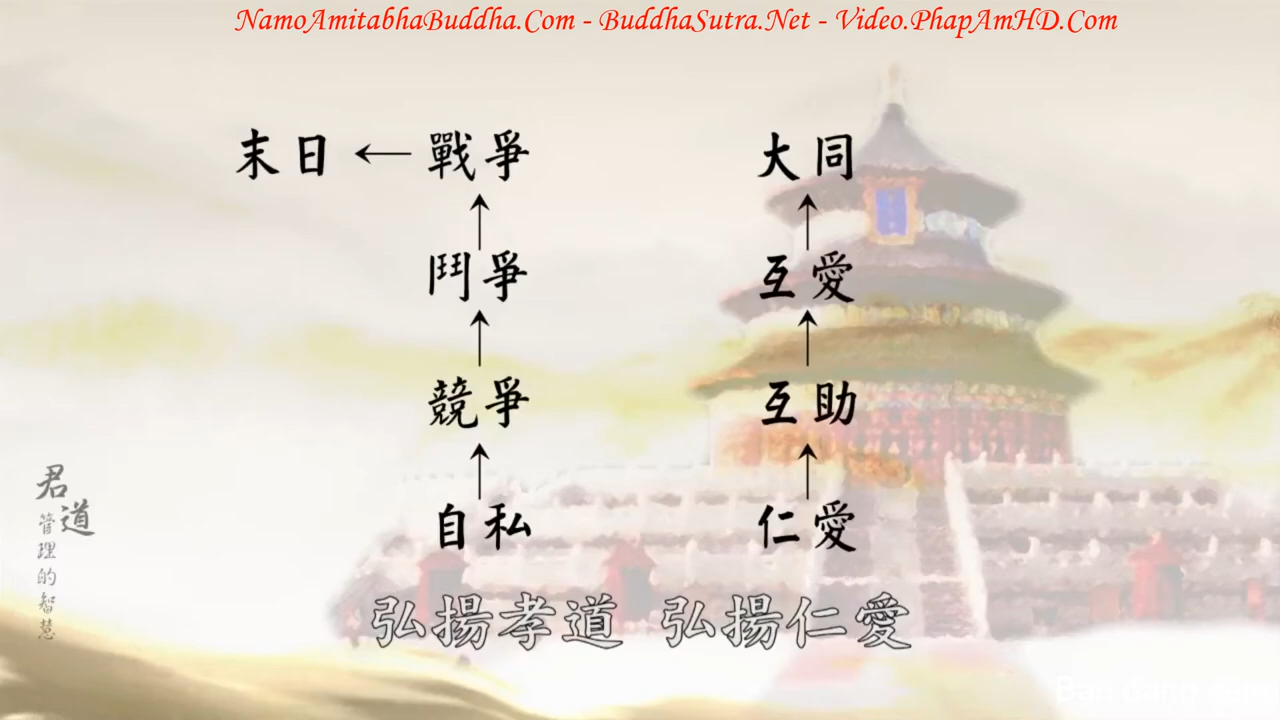 NamoAmitabhaBuddha.Com - BuddhaSutra.Net - Video.PhapAmHD.Com
末日 ← 戰爭
大同
鬥爭
互愛
競爭
互助
自私
仁愛
君道
管理的智慧
弘揚孝道 弘揚仁愛